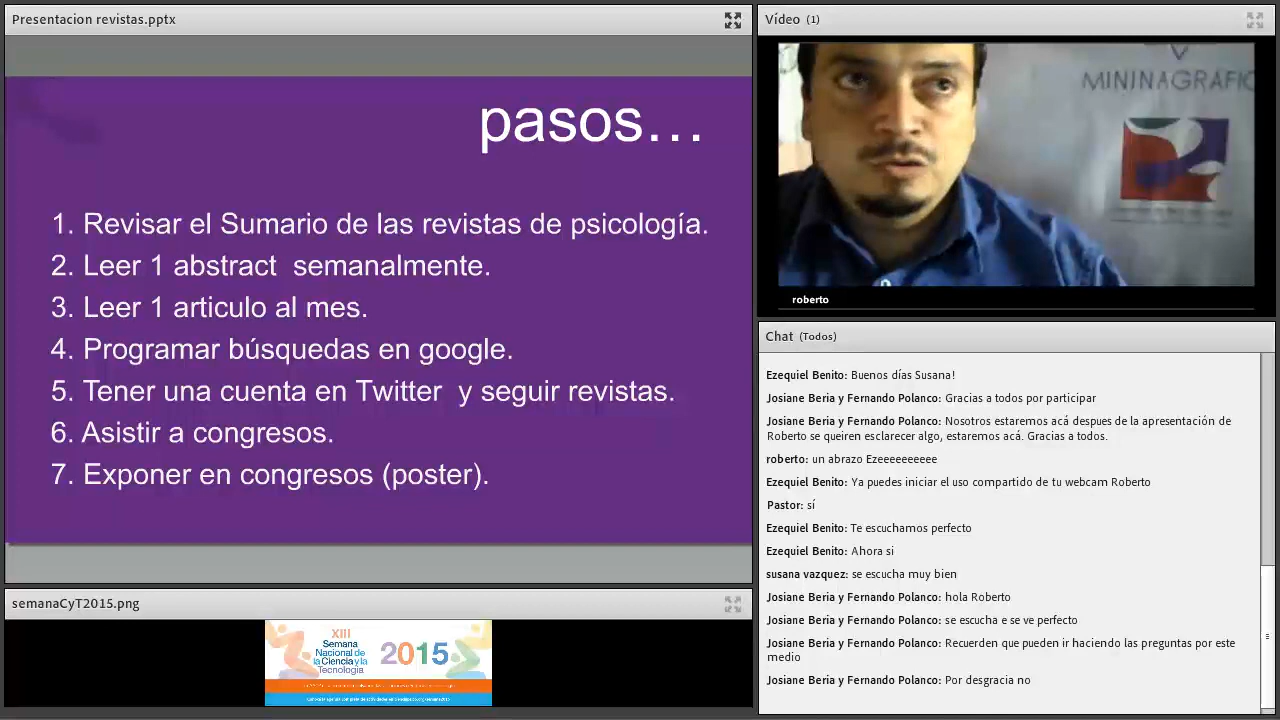 Presentacion revistas.pptx
pasos...
1. Revisar el Sumario de las revistas de psicología.
2. Leer 1 abstract semanalmente.
3. Leer 1 articulo al mes.
4. Programar búsquedas en google.
5. Tener una cuenta en Twitter y seguir revistas.
6. Asistir a congresos.
7. Exponer en congresos (poster).
semanaCyT2015.png
XIII
Semana
Nacional de
la Ciencia y la
Tecnología
2015
Vídeo (1)
MININAGRAFIC
roberto
Chat (Todos)
Ezequiel Benito: Buenos días Susana!
Josiane Beria y Fernando Polanco: Gracias a todos por participar
Josiane Beria y Fernando Polanco: Nosotros estaremos acá despues de la apresentación de
Roberto se queiren esclarecer algo, estaremos acá. Gracias a todos.
roberto: un abrazo Ezeeeeeeeeee
Ezequiel Benito: Ya puedes iniciar el uso compartido de tu webcam Roberto
Pastor: sí
Ezequiel Benito: Te escuchamos perfecto
Ezequiel Benito: Ahora si
susana vazquez: se escucha muy bien
Josiane Beria y Fernando Polanco: hola Roberto
Josiane Beria y Fernando Polanco: se escucha e se ve perfecto
Josiane Beria y Fernando Polanco: Recuerden que pueden ir haciendo las preguntas por este
medio
Josiane Beria y Fernando Polanco: Por desgracia no